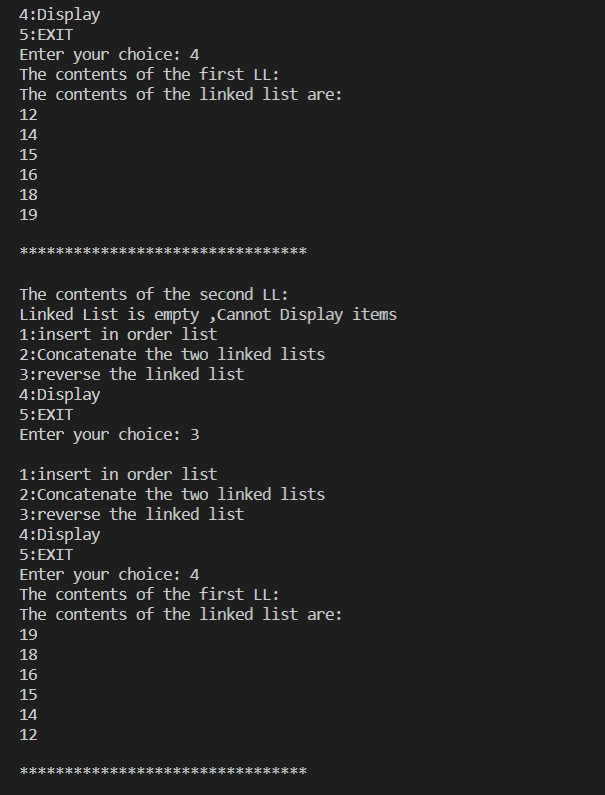 4:Display
5:EXIT
Enter your choice: 4
The contents of the first LL:
The contents of the linked list are:
12
14
15
16
18
19
********************************
The contents of the second LL:
Linked List is empty ,Cannot Display items
1:insert in order list
2:Concatenate the two linked lists
3:reverse the linked list
4:Display
5:EXIT
Enter your choice: 3
1:insert in order list
2:Concatenate the two linked lists
3:reverse the linked list
4:Display
5:EXIT
Enter your choice: 4
The contents of the first LL:
The contents of the linked list are:
19
18
16
15
14
12
********************************